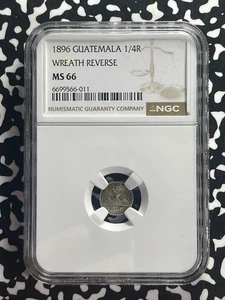 1896 GUATEMALA 1/4R
WREATH REVERSE
MS 66
6699566-011
NUMISMATIC GUARANTY COMPANY
NGC